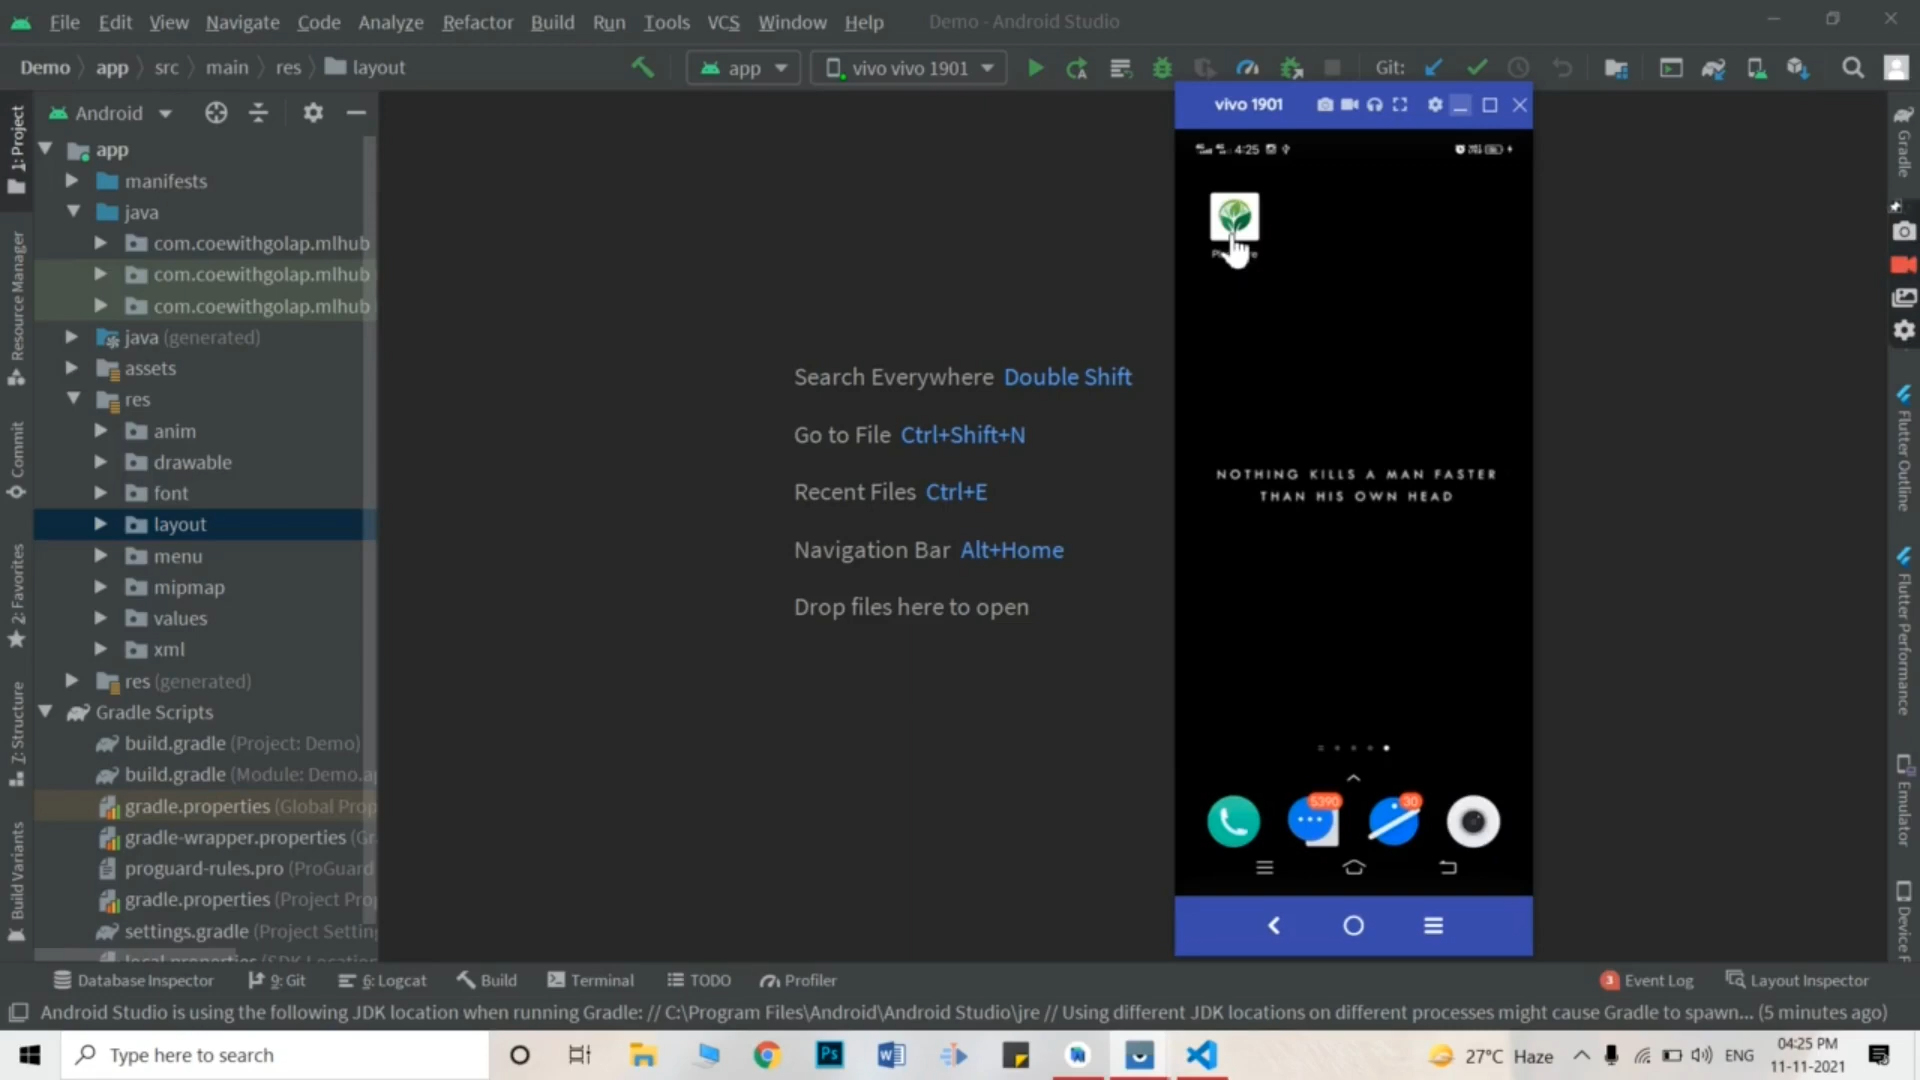 File Edit View Navigate Code Analyze Refactor Build Run Tools VCS Window Help Demo - Android Studio
Demo app src main res layout
app
vivo vivo 1901
Git:
Android
1: Project
Resource Manager
Commit
2: Favorites
7: Structure
Build Variants
app
manifests
java
com.coewithgolap.mlhub
com.coewithgolap.mlhub
com.coewithgolap.mlhub
java (generated)
assets
res
anim
drawable
font
layout
menu
mipmap
values
xml
res (generated)
Gradle Scripts
build.gradle (Project: Demo)
build.gradle (Module: Demo.a
gradle.properties (Global Prop
gradle-wrapper.properties (Gr
proguard-rules.pro (ProGuard
gradle.properties (Project Pro
settings.gradle (Project Settin
Search Everywhere Double Shift
Go to File Ctrl+Shift+N
Recent Files Ctrl+E
Navigation Bar Alt+Home
Drop files here to open
vivo 1901
4:25
NOTHING KILLS A MAN FASTER
THAN HIS OWN HEAD
5390
30
Gradle
Flutter Outline
Flutter Performance
Emulator
Device F
Database Inspector 9: Git 6: Logcat Build Terminal TODO Profiler 3 Event Log Layout Inspector
Android Studio is using the following JDK location when running Gradle: // C:\Program Files\Android\Android Studio\jre // Using different JDK locations on different processes might cause Gradle to spawn... (5 minutes ago)
Type here to search
Ps
27°C Haze
ENG
04:25 PM
11-11-2021